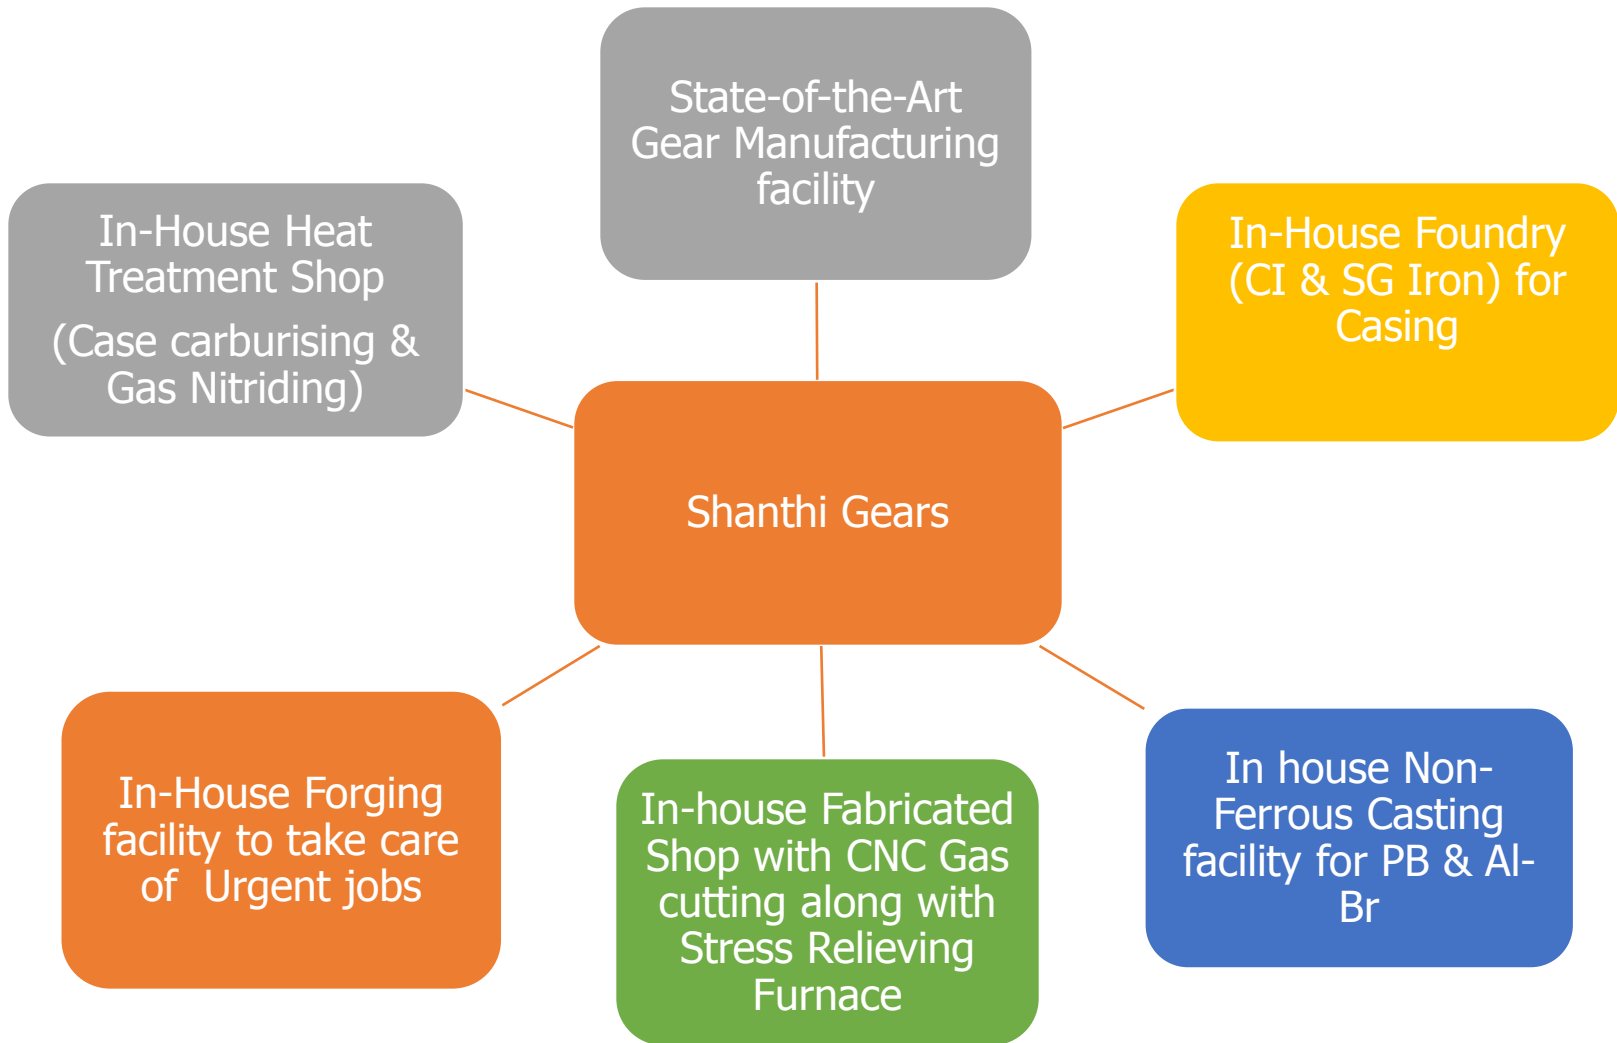 State-of-the-Art
Gear Manufacturing
facility
In-House Heat
Treatment Shop
(Case carburising &
Gas Nitriding)
In-House Foundry
(CI & SG Iron) for
Casing
Shanthi Gears
In-House Forging
facility to take care
of Urgent jobs
In-house Fabricated
Shop with CNC Gas
cutting along with
Stress Relieving
Furnace
In house Non-
Ferrous Casting
facility for PB & Al-
Br